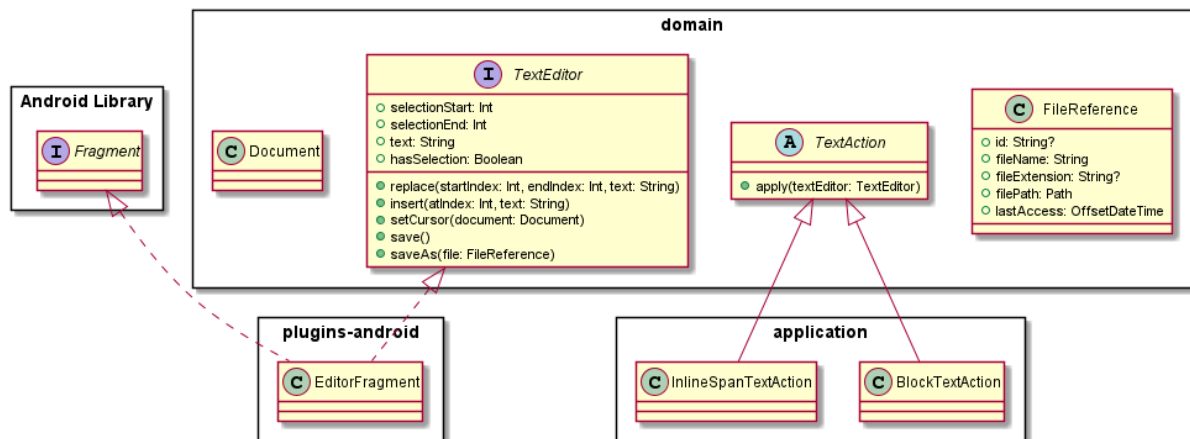 domain
Android Library
I Fragment
C Document
I TextEditor
selectionStart: Int
selectionEnd: Int
text: String
hasSelection: Boolean
replace(startIndex: Int, endIndex: Int, text: String)
insert(atIndex: Int, text: String)
setCursor(document: Document)
save()
saveAs(file: FileReference)
A TextAction
apply(textEditor: TextEditor)
C FileReference
id: String?
fileName: String
fileExtension: String?
filePath: Path
lastAccess: OffsetDateTime
plugins-android
C EditorFragment
application
C InlineSpanTextAction
C BlockTextAction